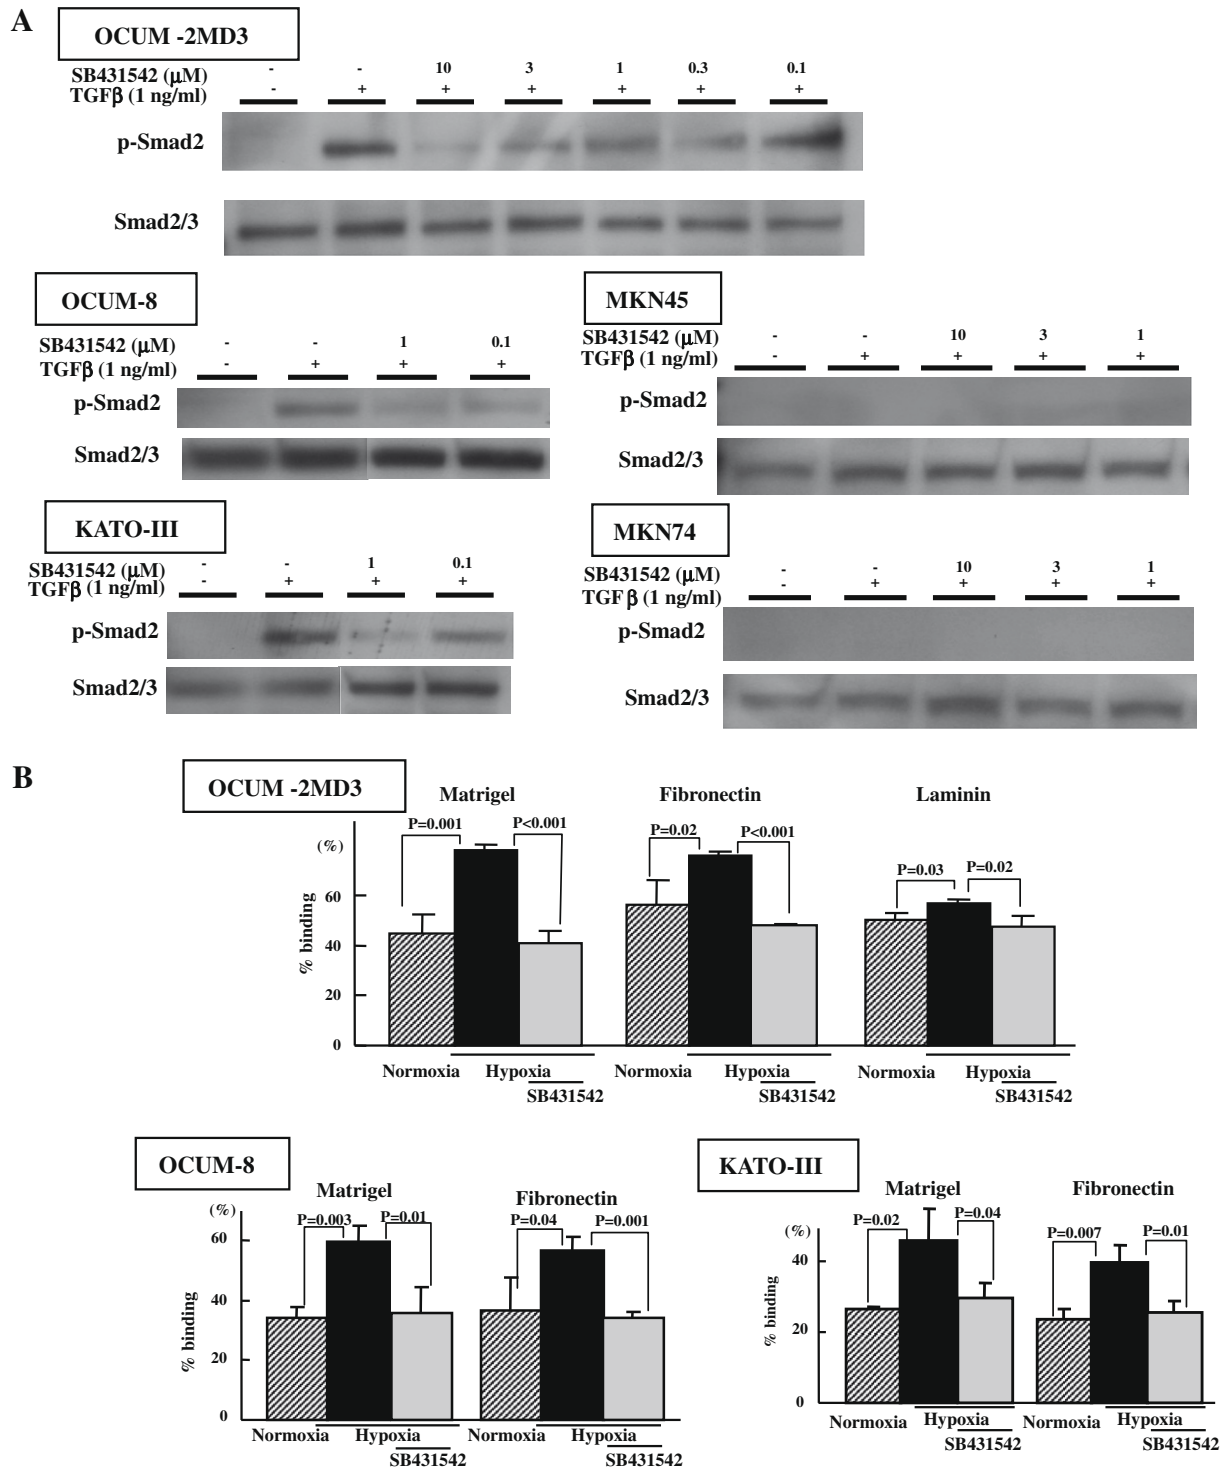 A
OCUM -2MD3
SB431542 (μM) - - 10 3 1 0.3 0.1
TGFβ (1 ng/ml) - + + + + + +
p-Smad2
Smad2/3
OCUM-8
SB431542 (μM) - - 1 0.1
TGFβ (1 ng/ml) - + + +
p-Smad2
Smad2/3
MKN45
SB431542 (μM) - - 10 3 1
TGFβ (1 ng/ml) - + + + +
p-Smad2
Smad2/3
KATO-III
SB431542 (μM) - - 1 0.1
TGFβ (1 ng/ml) - + + +
p-Smad2
Smad2/3
MKN74
SB431542 (μM) - - 10 3 1
TGF β (1 ng/ml) - + + + +
p-Smad2
Smad2/3
B
OCUM -2MD3
Matrigel Fibronectin Laminin
P=0.001 P<0.001 P=0.02 P<0.001 P=0.03 P=0.02
(%)
60
40
20
0
% binding
Normoxia Hypoxia Normoxia Hypoxia Normoxia Hypoxia
SB431542 SB431542 SB431542
OCUM-8
Matrigel Fibronectin
(%)
P=0.003 P=0.01 P=0.04 P=0.001
60
40
20
0
% binding
Normoxia Hypoxia Normoxia Hypoxia
SB431542 SB431542
KATO-III
Matrigel Fibronectin
P=0.02 P=0.04 P=0.007 P=0.01
(%)
40
20
0
% binding
Normoxia Hypoxia Normoxia Hypoxia
SB431542 SB431542